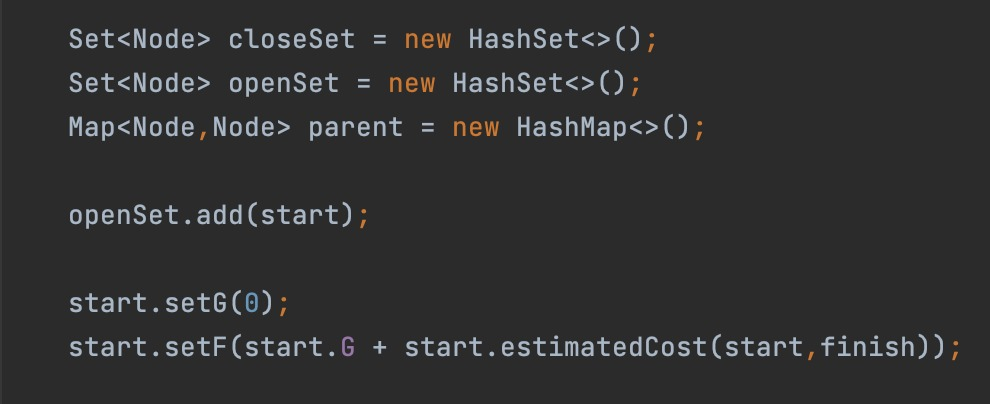 Set<Node> closeSet = new HashSet<>();
Set<Node> openSet = new HashSet<>();
Map<Node,Node> parent = new HashMap<>();
openSet.add(start);
start.setG(0);
start.setF(start.G + start.estimatedCost(start,finish));